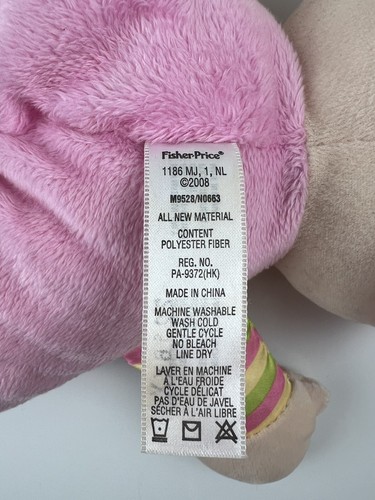 Fisher-Price®
1186 MJ, 1, NL
©2008
M9528/N0663
ALL NEW MATERIAL
CONTENT
POLYESTER FIBER
REG. NO.
PA-9372(HK)
MADE IN CHINA
MACHINE WASHABLE
WASH COLD
GENTLE CYCLE
NO BLEACH
LINE DRY
LAVER EN MACHINE
A L'EAU FROIDE
CYCLE DÉLICAT
PAS D'EAU DE JAVEL
SÉCHER À L'AIR LIBRE